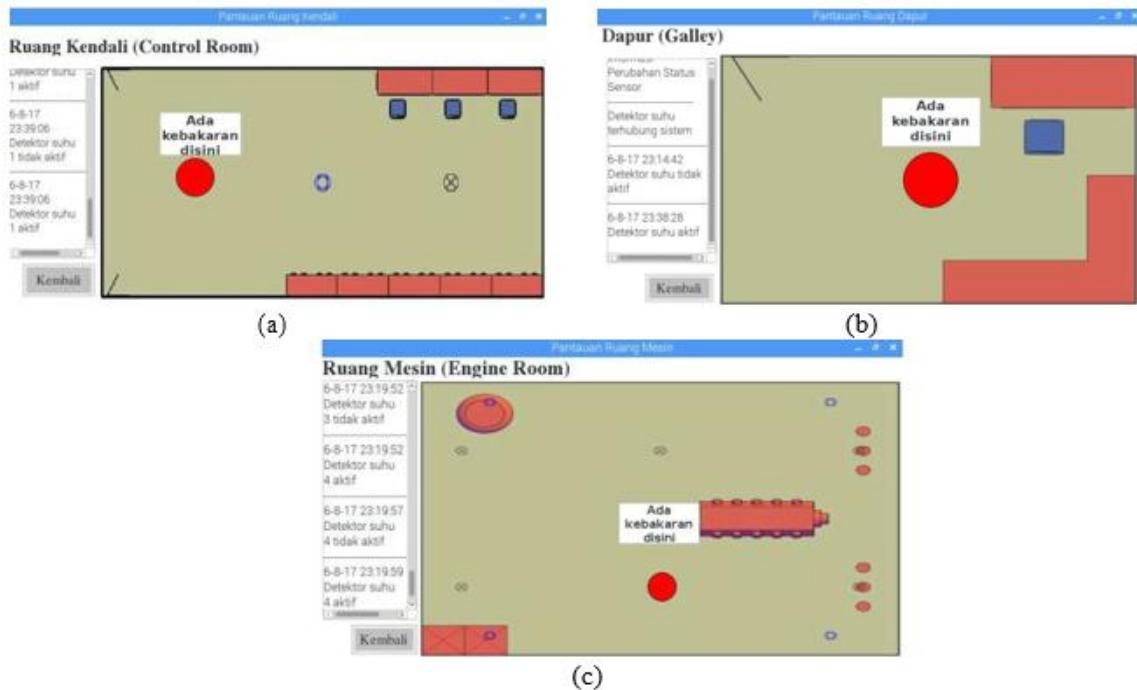 Pantauan Ruang Kendali
Ruang Kendali (Control Room)
Detektor suhu
1 aktif
6-8-17
23:39:06
Detektor suhu
1 tidak aktif
6-8-17
23:39:06
Detektor suhu
1 aktif
Kembali
Ada
kebakaran
disini
(a)
Pantauan Ruang Dapur
Dapur (Galley)
Informasi
Perubahan Status
Sensor
Detektor suhu
terhubung sistem
6-8-17 23:14:42
Detektor suhu tidak
aktif
6-8-17 23:38:28
Detektor suhu aktif
Kembali
Ada
kebakaran
disini
(b)
Pantauan Ruang Mesin
Ruang Mesin (Engine Room)
6-8-17 23:19:52
Detektor suhu
3 tidak aktif
6-8-17 23:19:52
Detektor suhu
4 aktif
6-8-17 23:19:57
Detektor suhu
4 tidak aktif
6-8-17 23:19:59
Detektor suhu
4 aktif
Kembali
Ada
kebakaran
disini
(c)